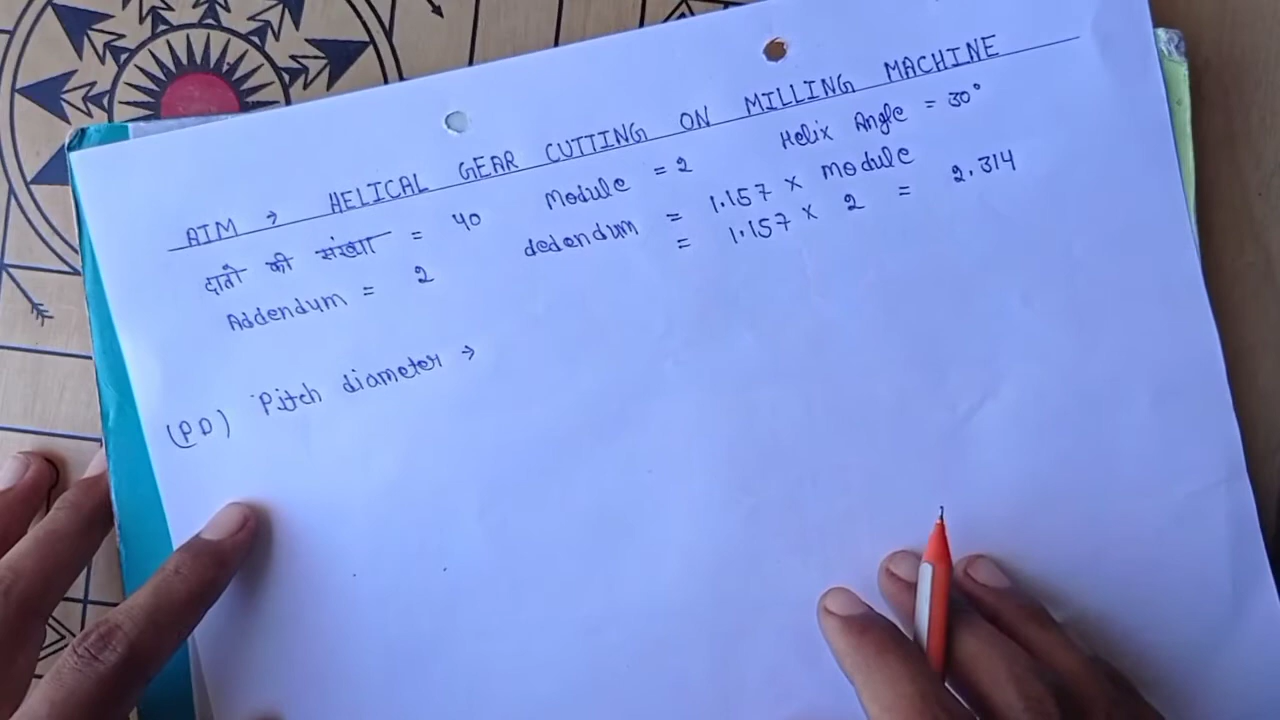 AIM → HELICAL GEAR CUTTING ON MILLING MACHINE
दातो की संख्या = 40 Module = 2 Helix Angle = 30°
Addendum = 2 dedendum = 1.157 × module
= 1.157 × 2 = 2.314
(PD) Pitch diameter →